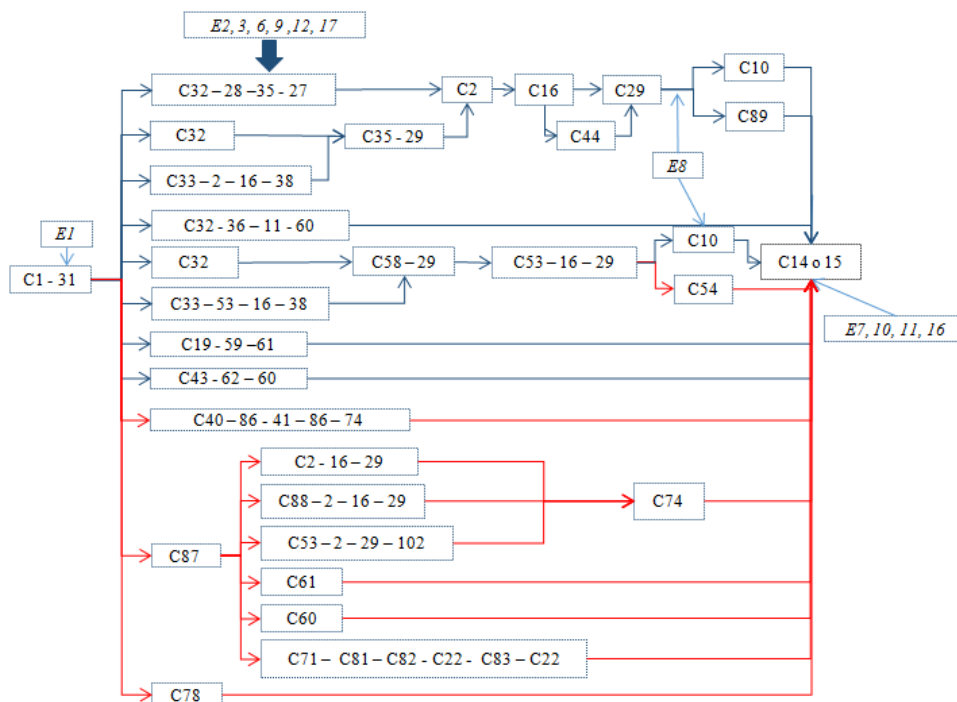 E2, 3, 6, 9 ,12, 17
C32 – 28 –35 - 27
C2
C16
C29
C10
C89
C44
C32
C35 - 29
C33 – 2 – 16 – 38
E8
C32 - 36 – 11 - 60
E1
C1 - 31
C32
C58 – 29
C53 – 16 – 29
C10
C14 o 15
C54
C33 – 53 – 16 – 38
E7, 10, 11, 16
C19 - 59 –61
C43 - 62 – 60
C40 – 86 - 41 – 86 – 74
C2 - 16 – 29
C88 – 2 – 16 – 29
C74
C53 – 2 – 29 – 102
C87
C61
C60
C71 – C81 – C82 - C22 - C83 – C22
C78